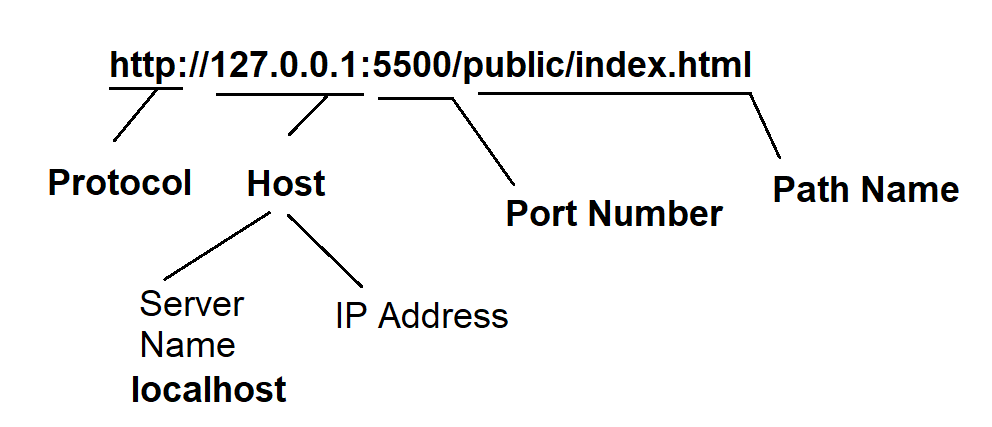 http://127.0.0.1:5500/public/index.html
Protocol
Host
Port Number
Path Name
Server
Name
localhost
IP Address